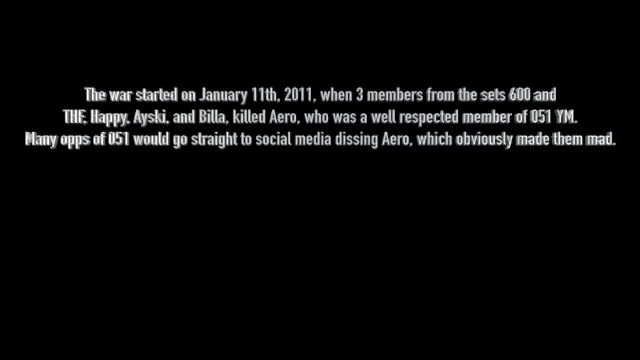 The war started on January 11th, 2011, when 3 members from the sets 600 and
THF, Happy, Ayski, and Billa, killed Aero, who was a well respected member of 051 YM.
Many opps of 051 would go straight to social media dissing Aero, which obviously made them mad.